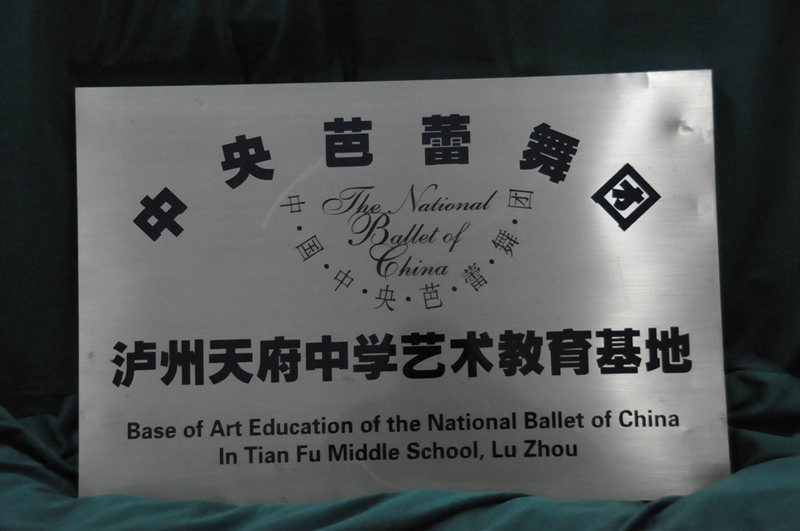 中央芭蕾舞团
The National
Ballet of
China
中·国·中·央·芭·蕾·舞·团
泸州天府中学艺术教育基地
Base of Art Education of the National Ballet of China
In Tian Fu Middle School, Lu Zhou